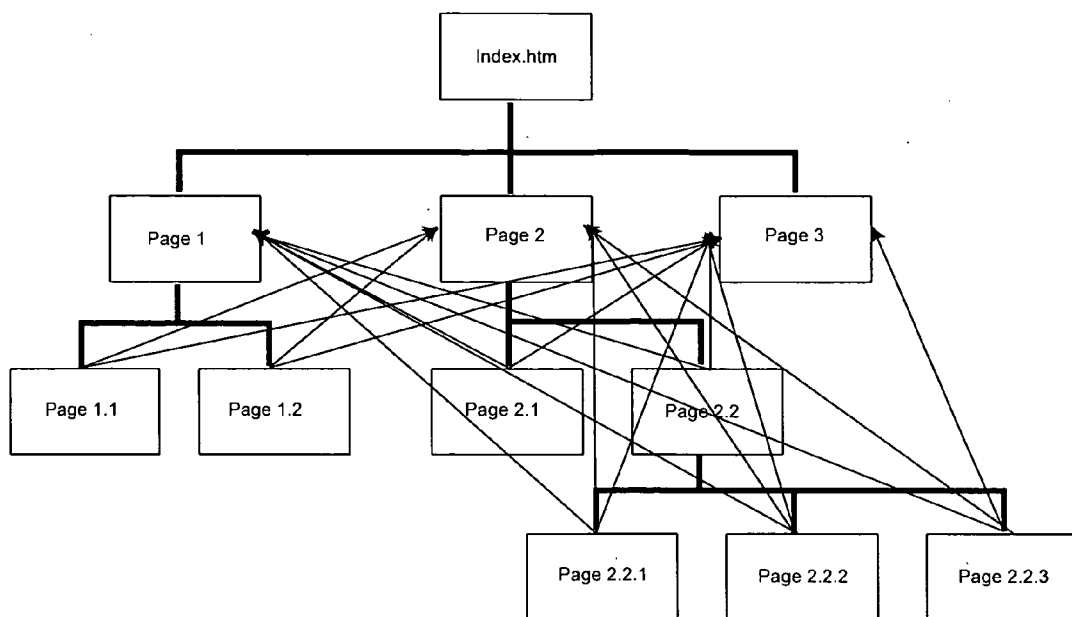 Index.htm
Page 1
Page 2
Page 3
Page 1.1
Page 1.2
Page 2.1
Page 2.2
Page 2.2.1
Page 2.2.2
Page 2.2.3